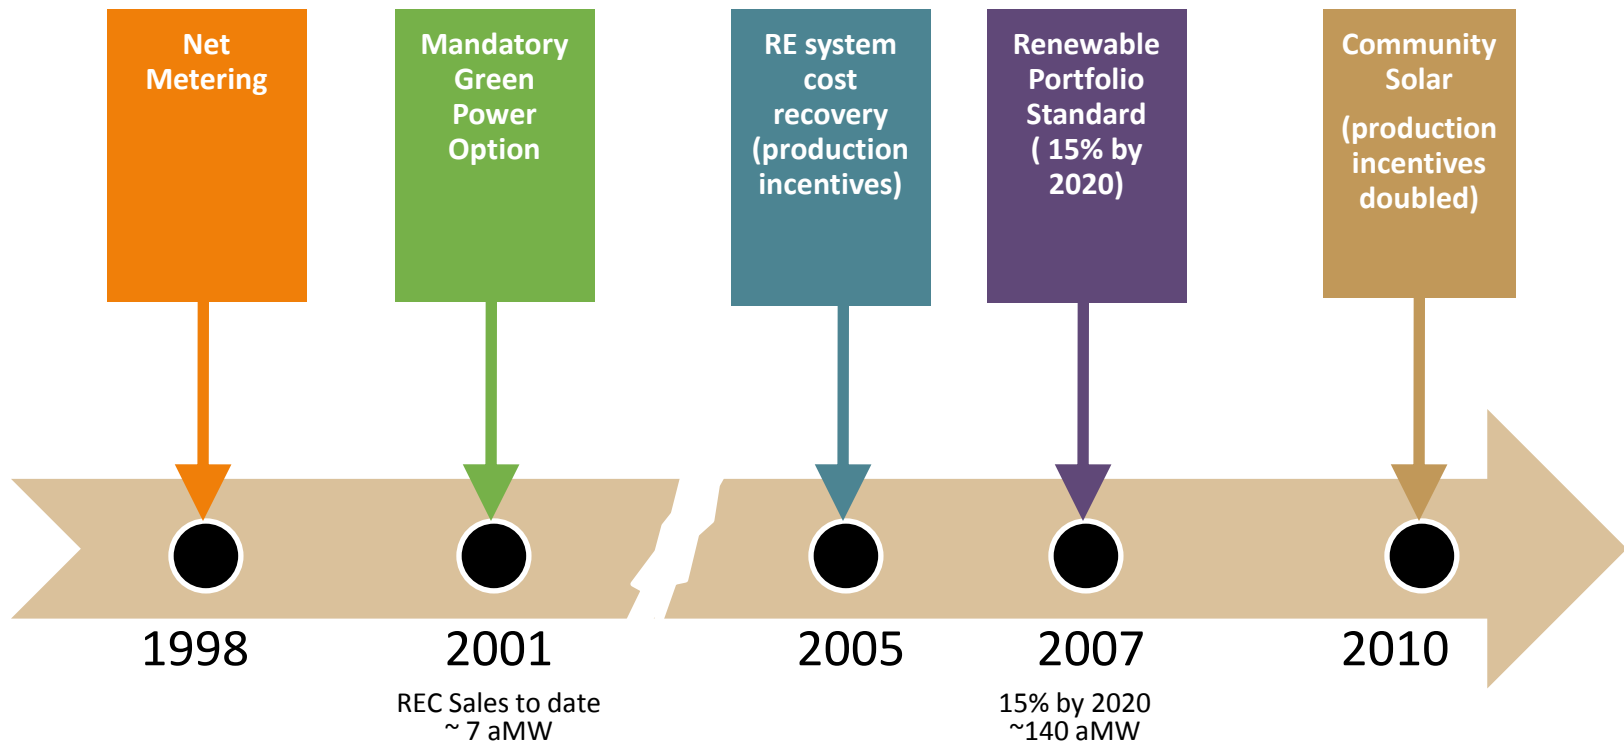 Net
Metering
Mandatory
Green
Power
Option
RE system
cost
recovery
(production
incentives)
Renewable
Portfolio
Standard
( 15% by
2020)
Community
Solar
(production
incentives
doubled)
1998
2001
2005
2007
2010
REC Sales to date
~ 7 aMW
15% by 2020
~140 aMW